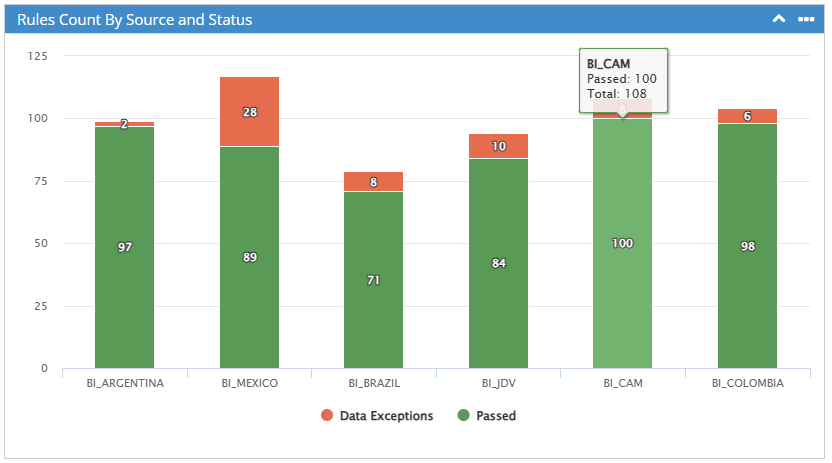 Rules Count By Source and Status
125
100
75
50
25
0
2
97
28
89
8
71
10
84
BI_CAM
Passed: 100
Total: 108
8
100
6
98
BI_ARGENTINA
BI_MEXICO
BI_BRAZIL
BI_JDV
BI_CAM
BI_COLOMBIA
Data Exceptions
Passed